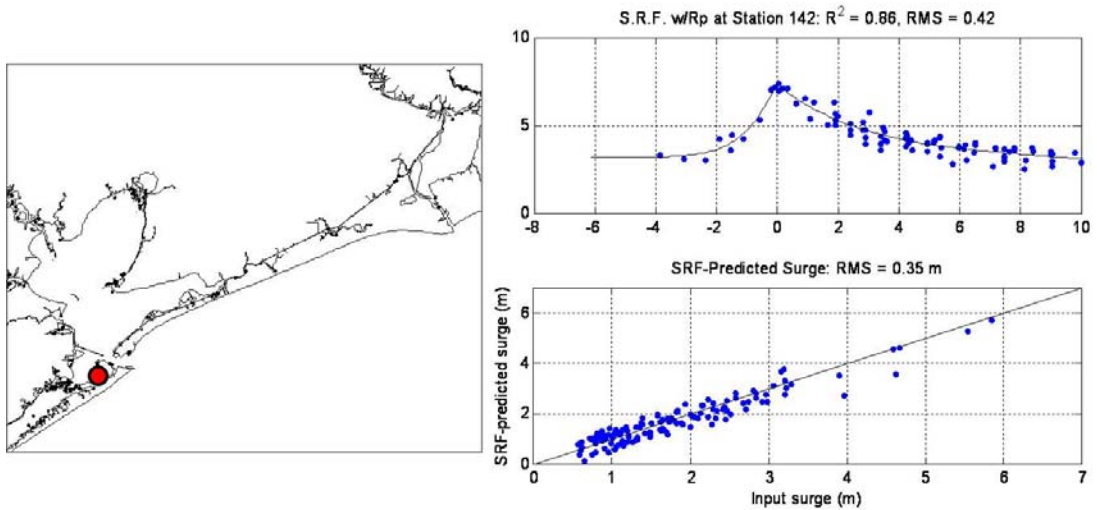 S.R.F. w/Rp at Station 142: R² = 0.86, RMS = 0.42
10
5
0
-8 -6 -4 -2 0 2 4 6 8 10
SRF-Predicted Surge: RMS = 0.35 m
SRF-predicted surge (m)
6
4
2
0
0 1 2 3 4 5 6 7
Input surge (m)